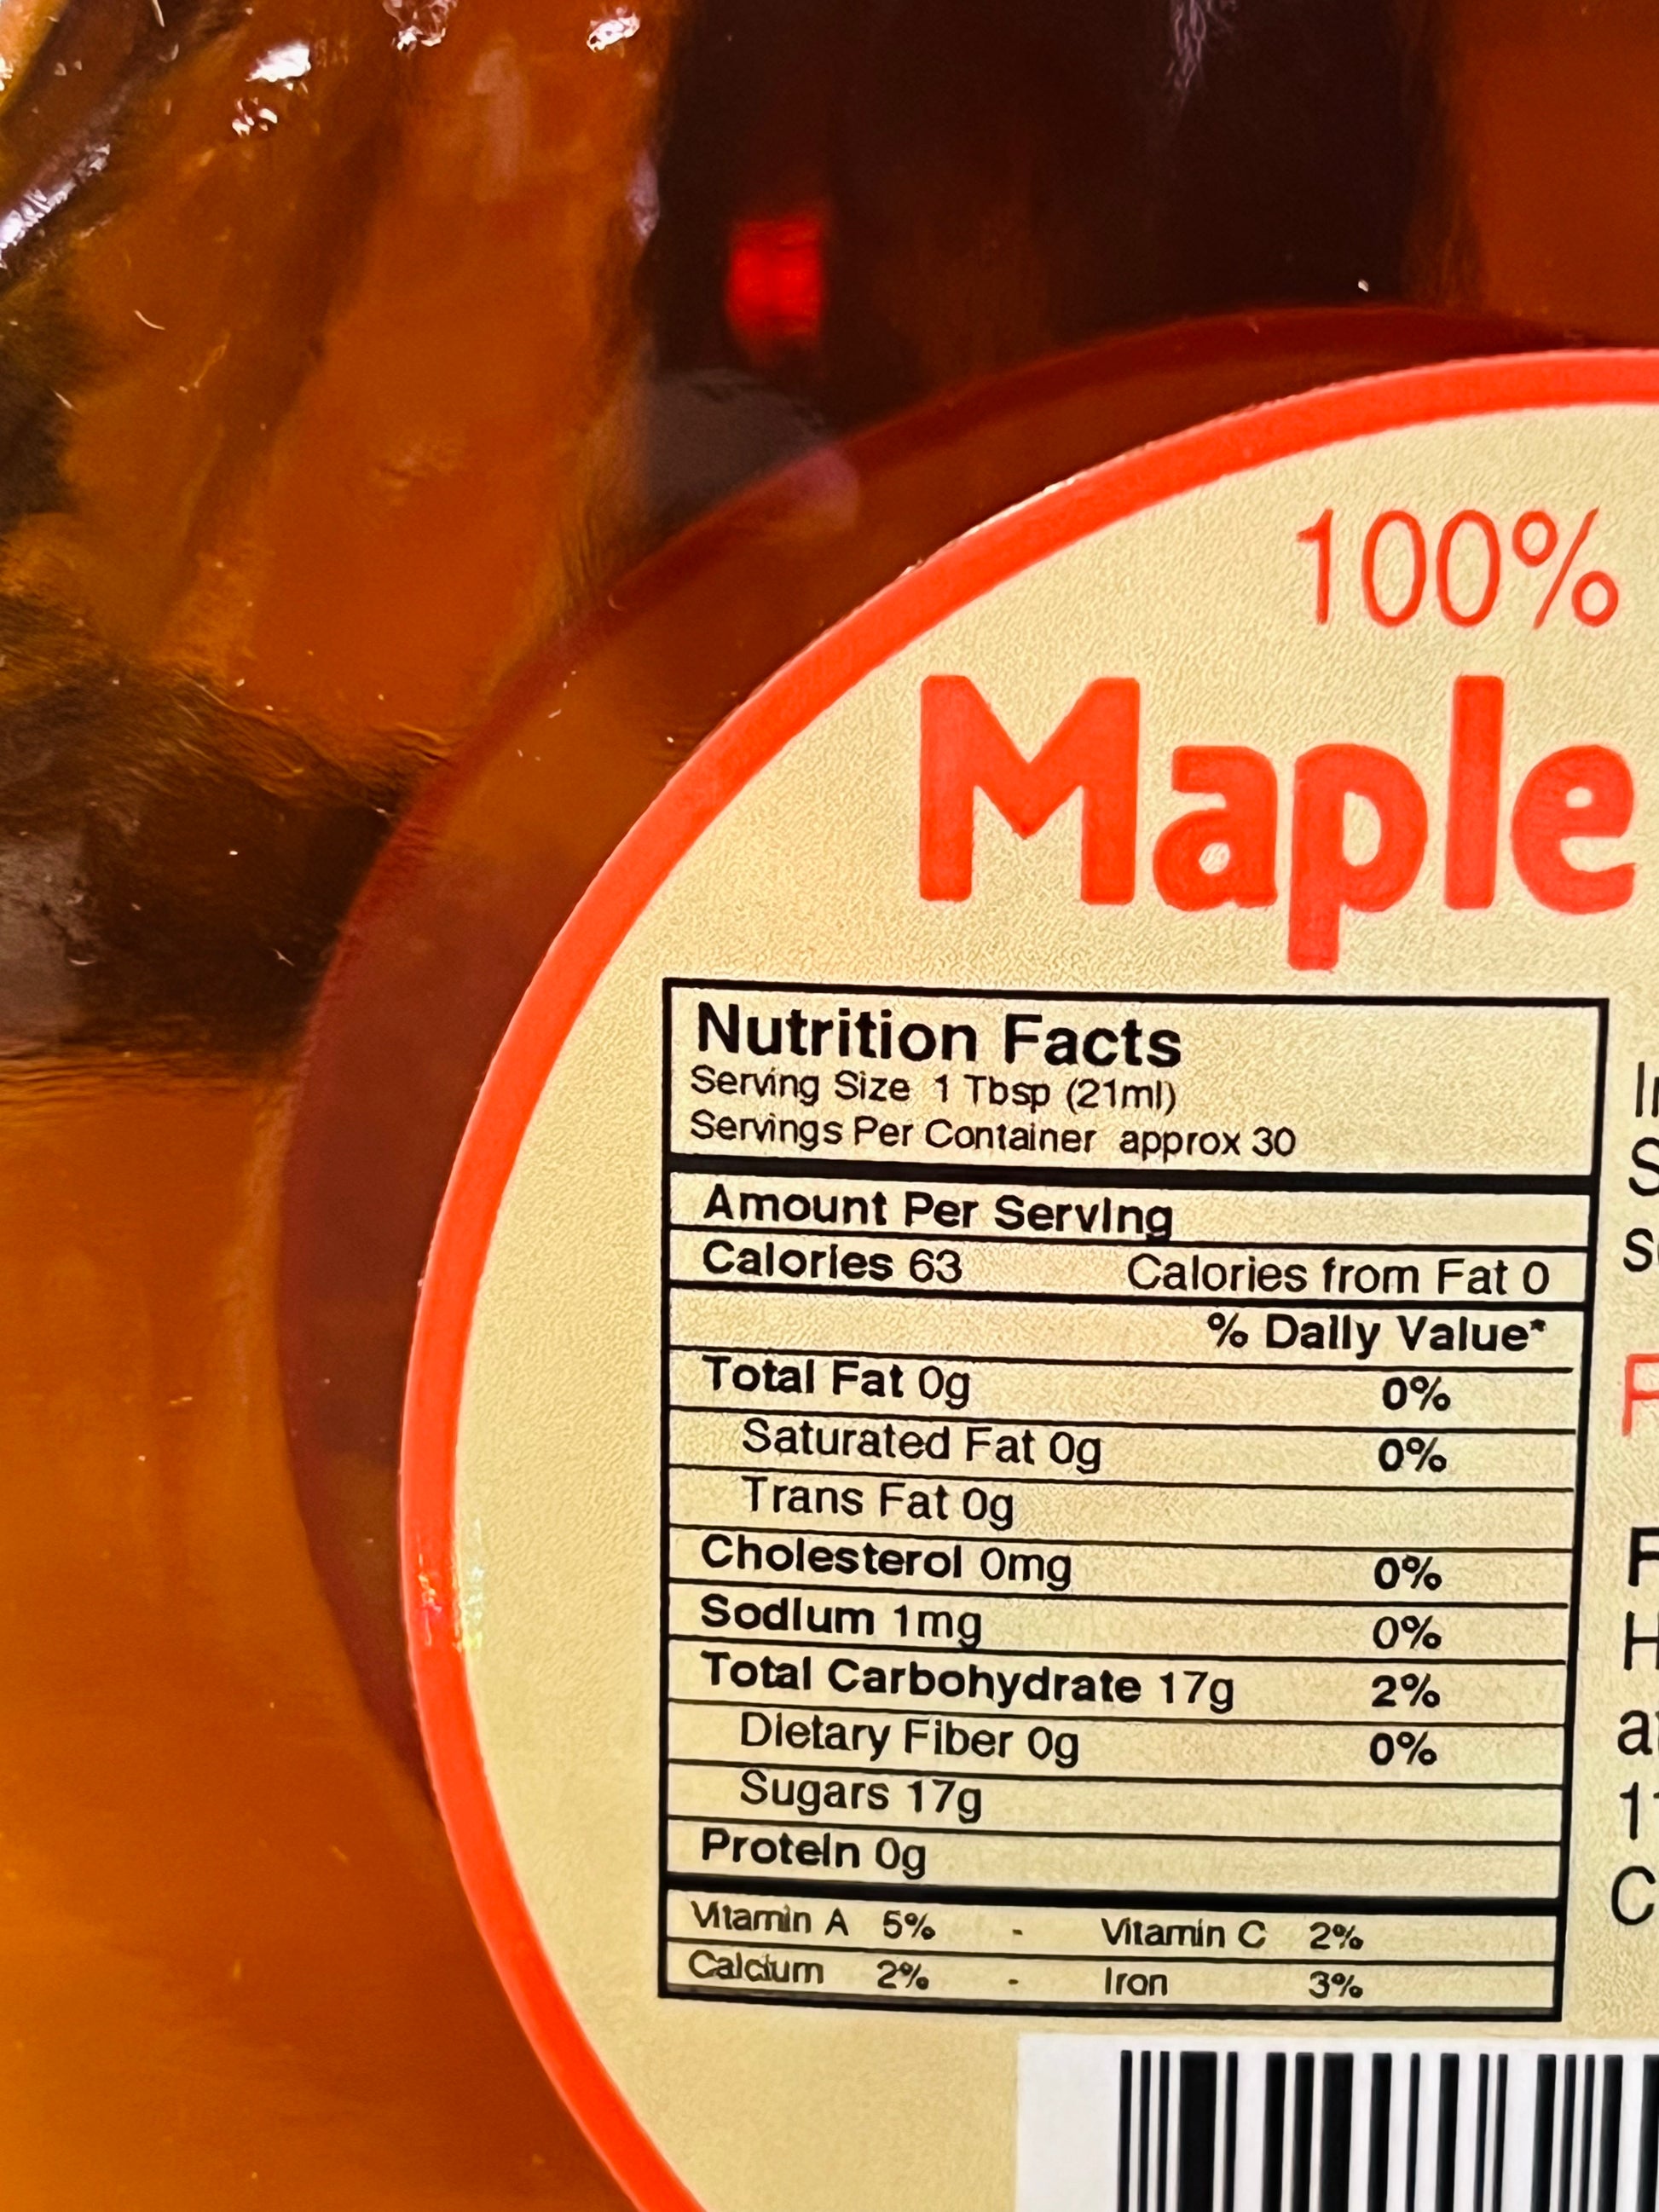 100%
Maple
Nutrition Facts
Serving Size 1 Tbsp (21ml)
Servings Per Container approx 30
Amount Per Serving
Calories 63 Calories from Fat 0
% Daily Value*
Total Fat 0g 0%
Saturated Fat 0g 0%
Trans Fat 0g
Cholesterol 0mg 0%
Sodium 1mg 0%
Total Carbohydrate 17g 2%
Dietary Fiber 0g 0%
Sugars 17g
Protein 0g
Vitamin A 5% - Vitamin C 2%
Calcium 2% - Iron 3%